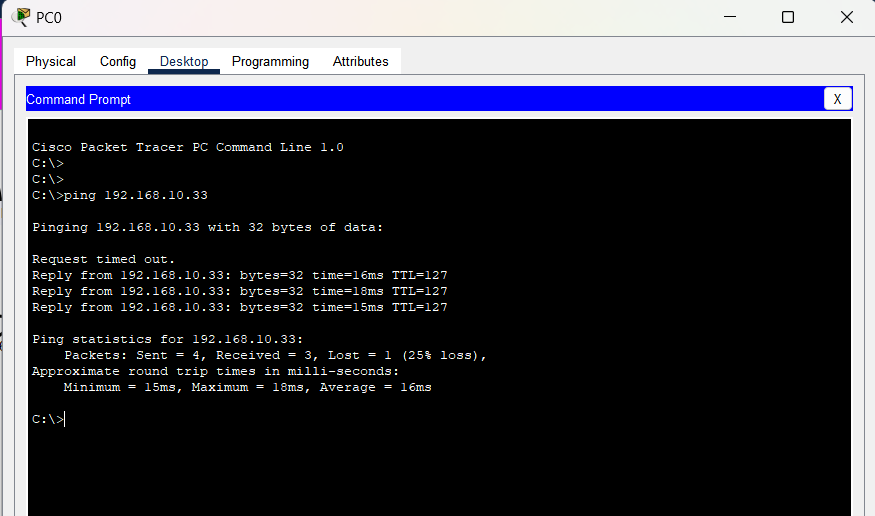 PC0
Physical Config Desktop Programming Attributes
Command Prompt X
Cisco Packet Tracer PC Command Line 1.0
C:\>
C:\>
C:\>ping 192.168.10.33
Pinging 192.168.10.33 with 32 bytes of data:
Request timed out.
Reply from 192.168.10.33: bytes=32 time=16ms TTL=127
Reply from 192.168.10.33: bytes=32 time=18ms TTL=127
Reply from 192.168.10.33: bytes=32 time=15ms TTL=127
Ping statistics for 192.168.10.33:
Packets: Sent = 4, Received = 3, Lost = 1 (25% loss),
Approximate round trip times in milli-seconds:
Minimum = 15ms, Maximum = 18ms, Average = 16ms
C:\>